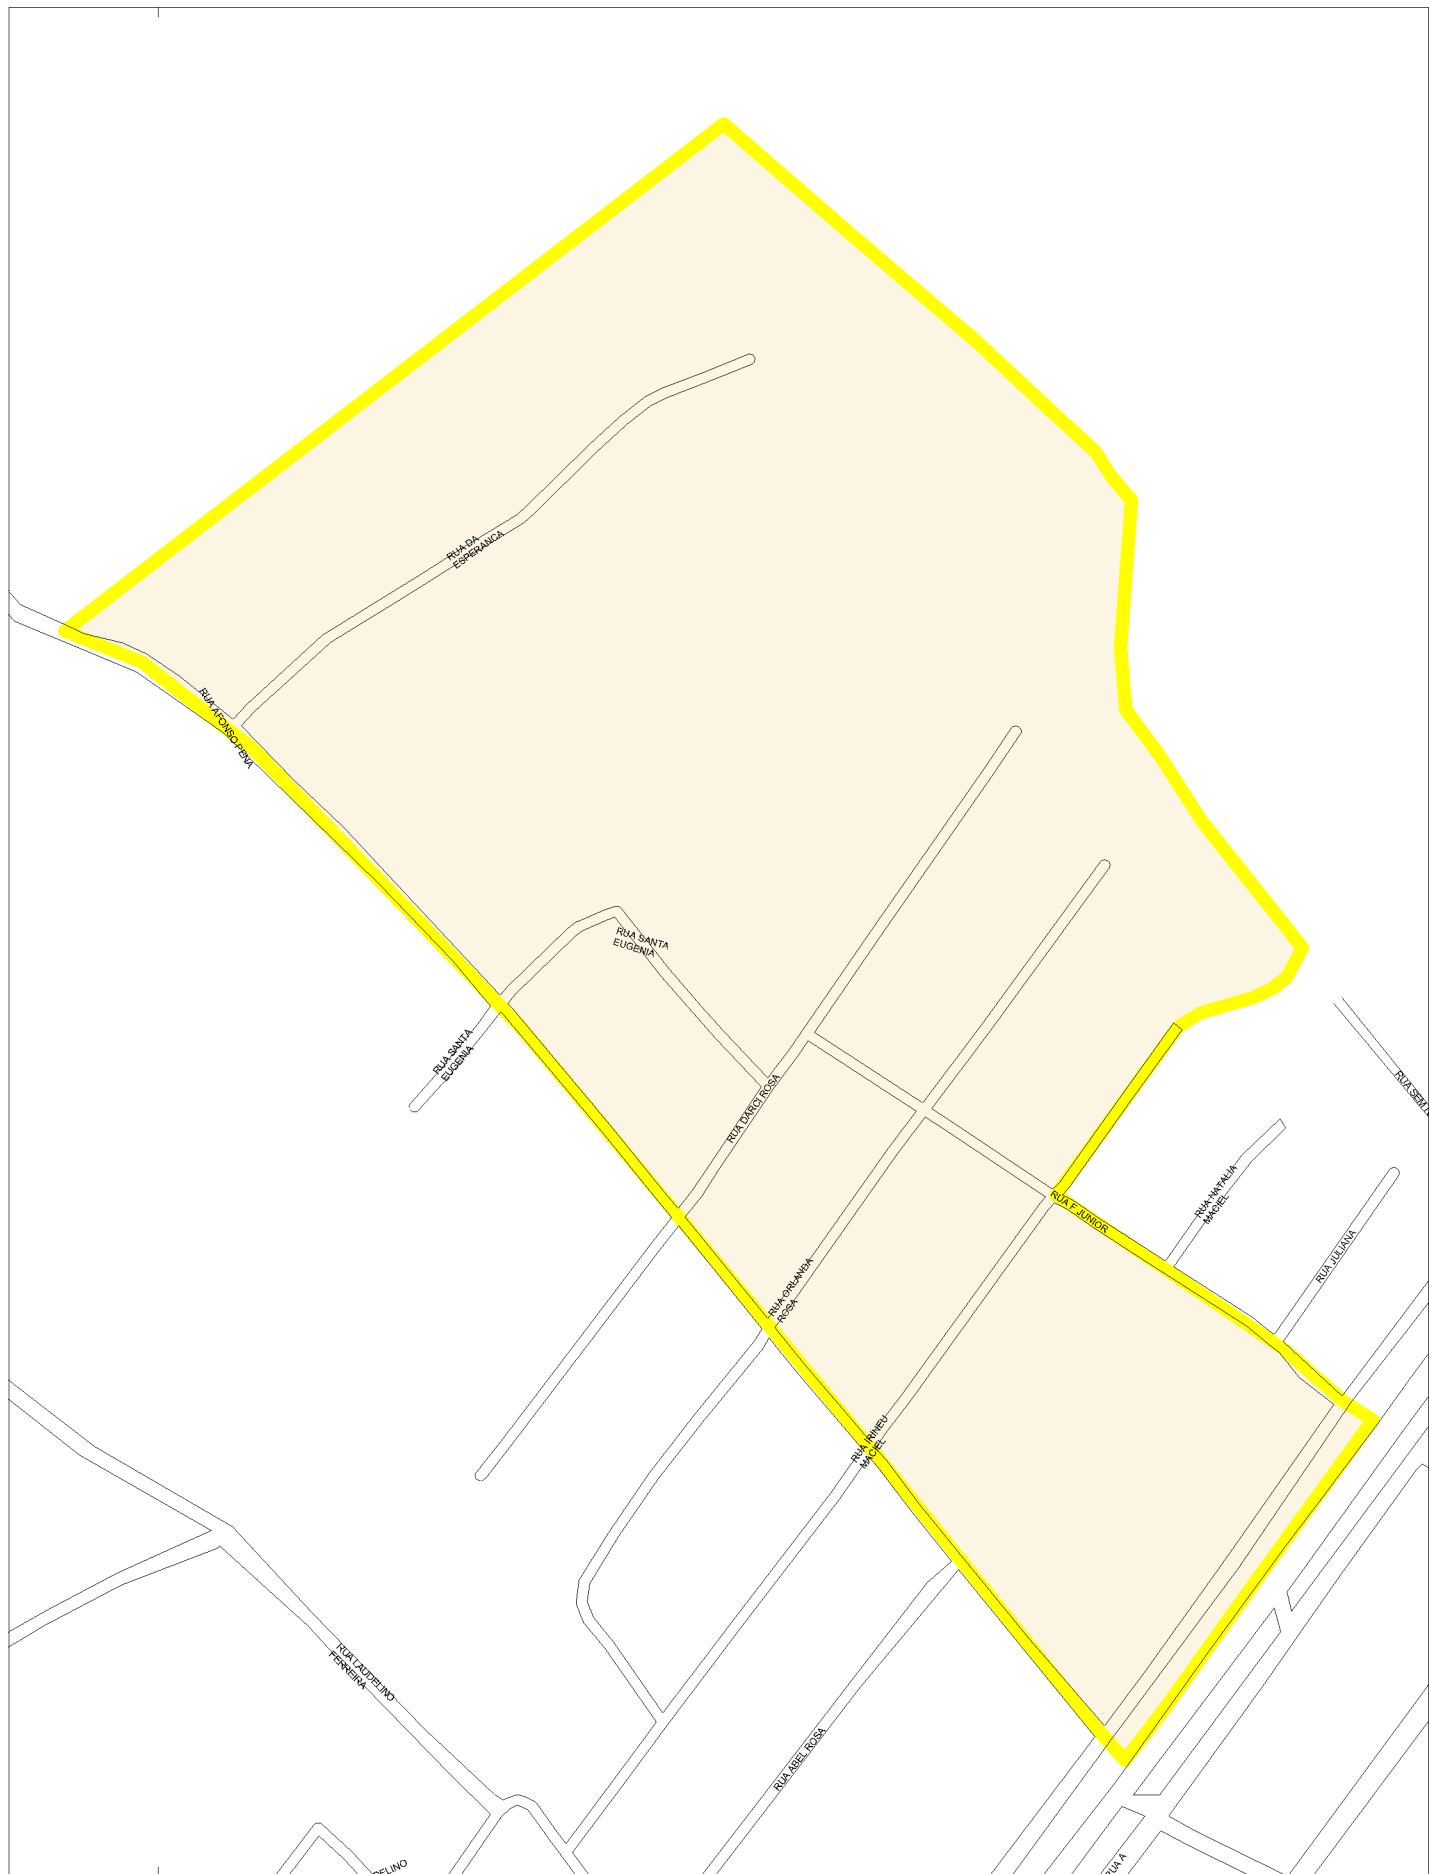 RUA DA
ESPERANCA
RUA AFONSO PENA
RUA SANTA
EUGENIA
RUA SANTA
EUGENIA
RUA DARCI ROSA
RUA F JUNIOR
RUA NATALIA
MACIEL
RUA JULIANA
RUA ORLANDA
ROSA
RUA IRINEU
MACIEL
RUA LAUDELINO
FERREIRA
RUA ABEL ROSA
DELINO
RUA A